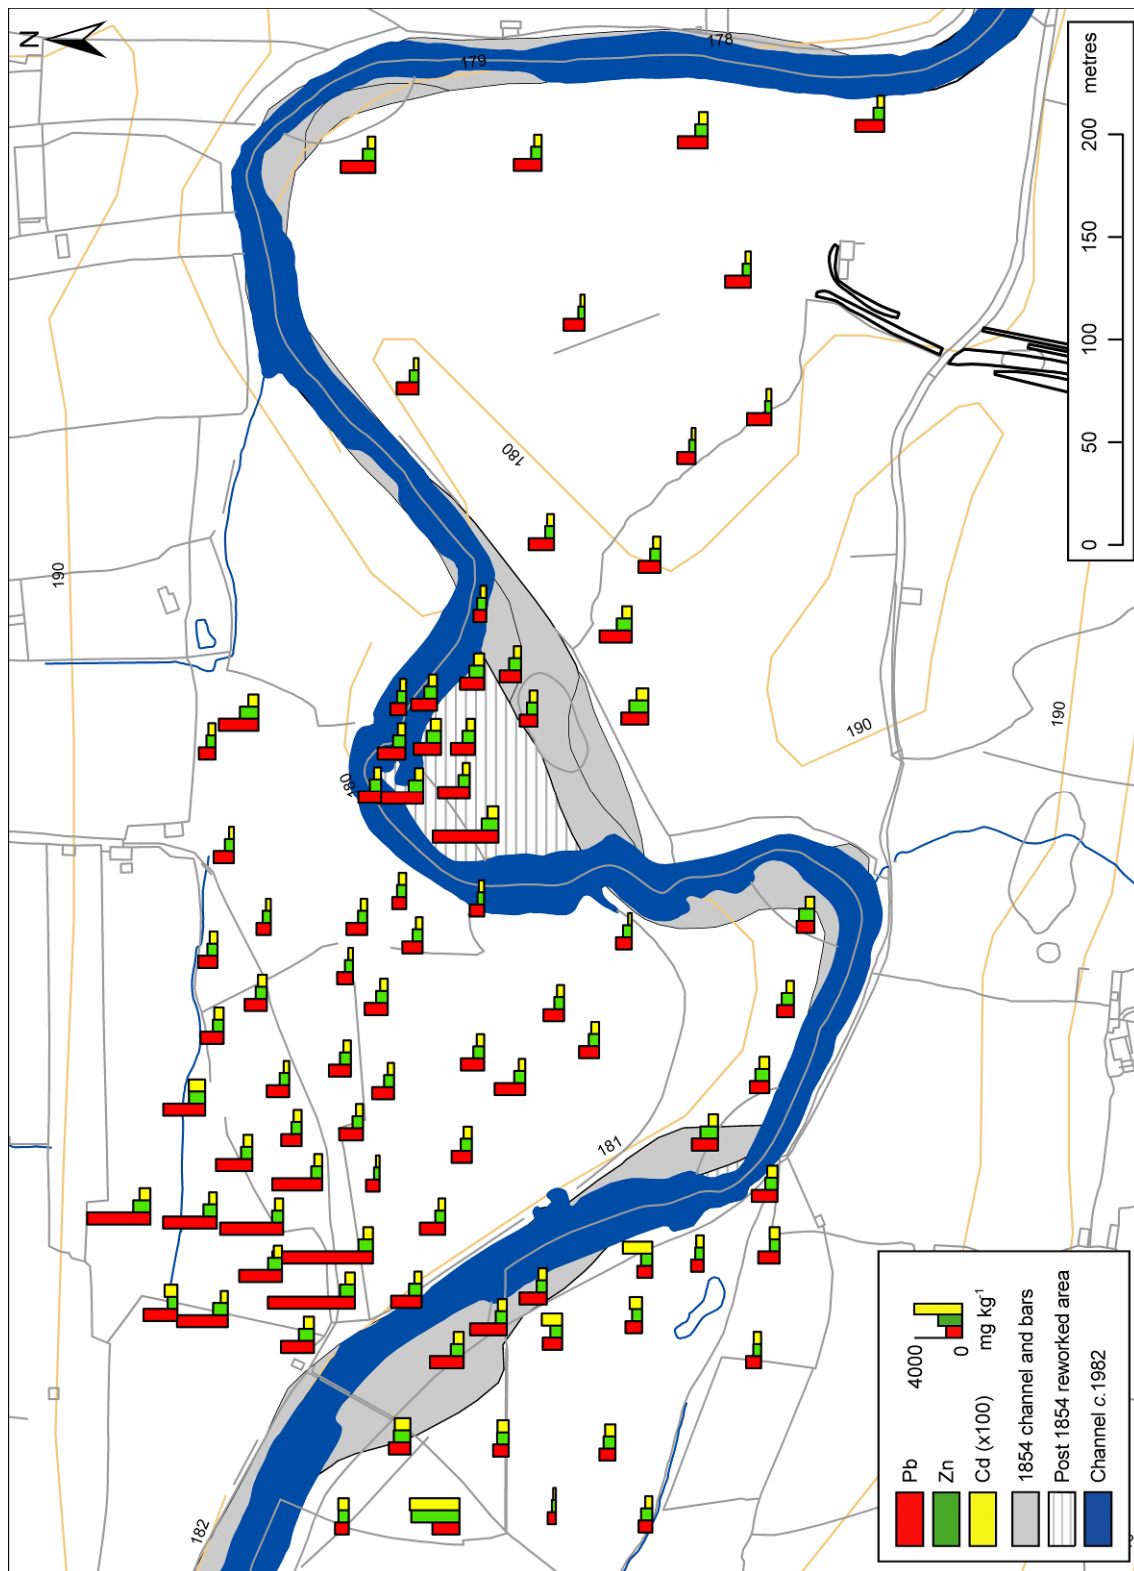 N
178
179
180
180
181
182
190
190
190
metres
0 50 100 150 200
Pb
Zn
Cd (x100)
1854 channel and bars
Post 1854 reworked area
Channel c.1982
4000
0
mg kg-1